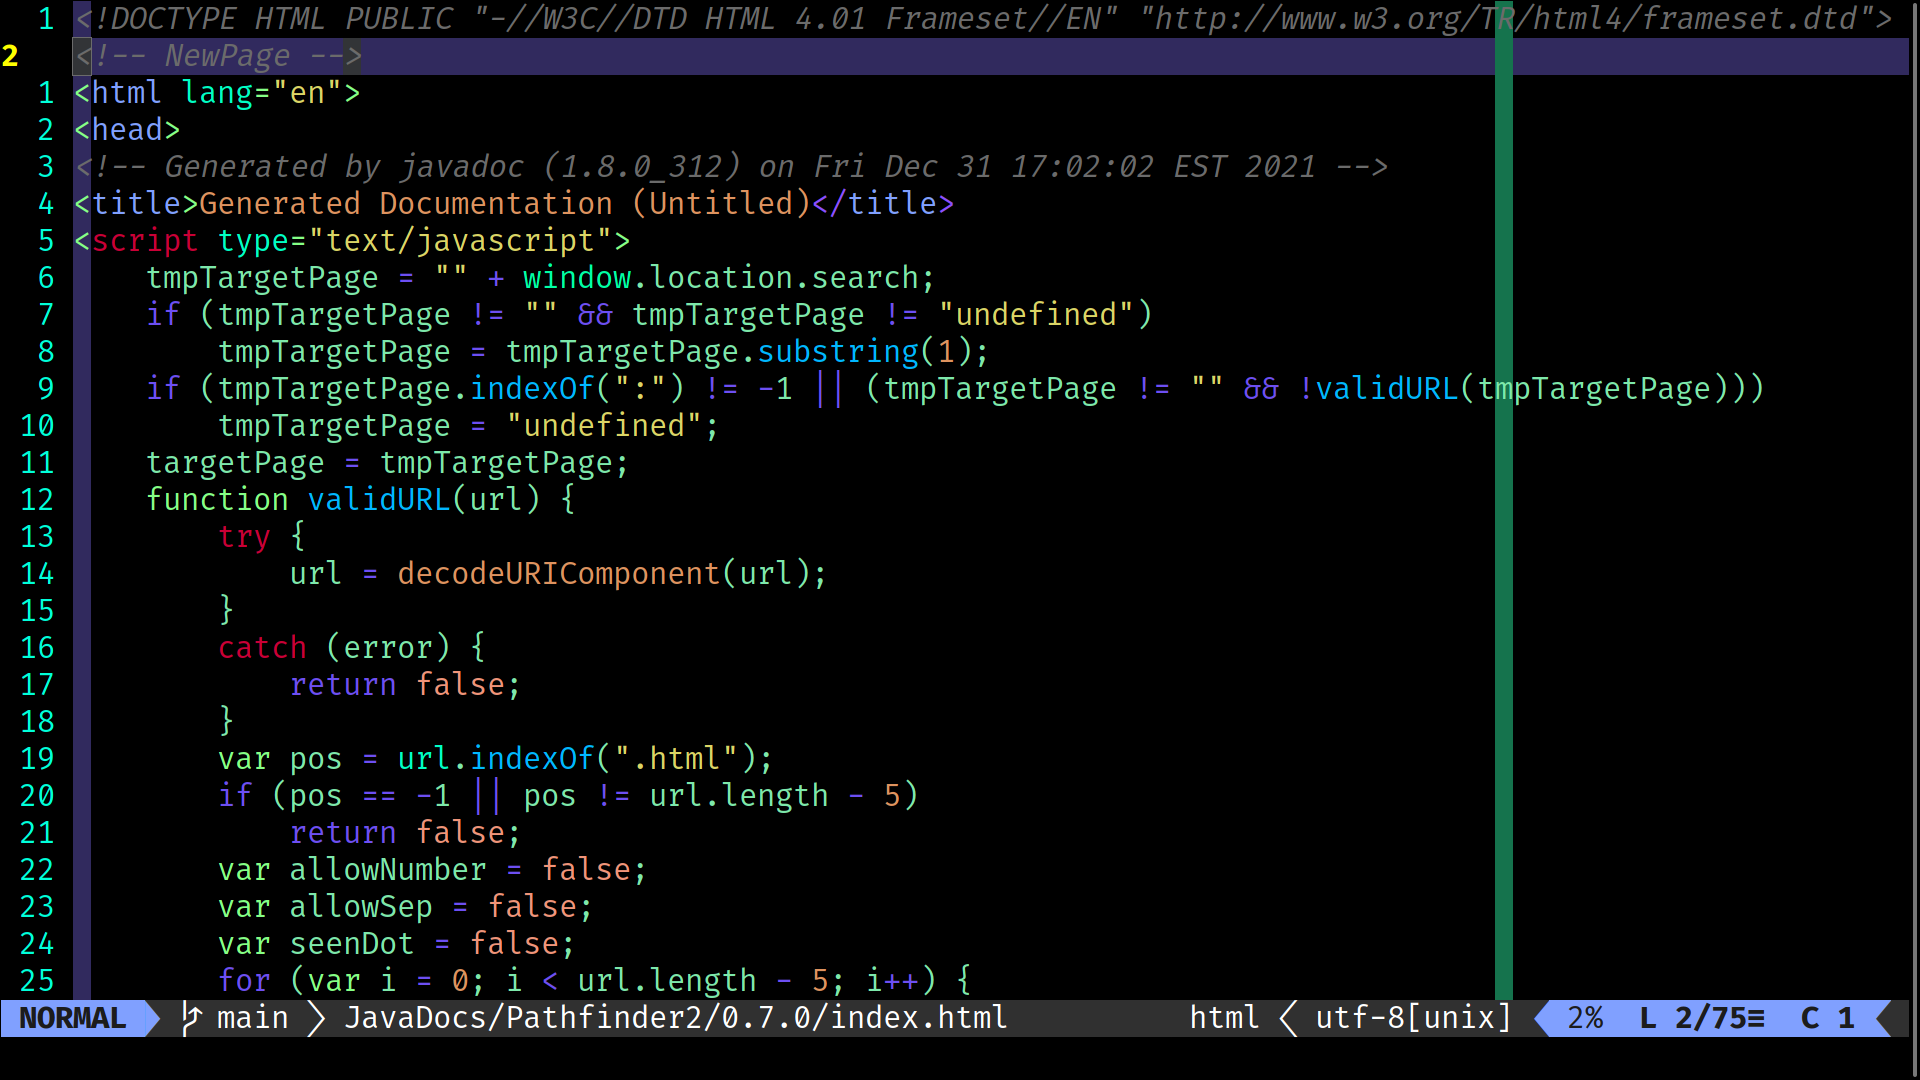 1 <!DOCTYPE HTML PUBLIC "-//W3C//DTD HTML 4.01 Frameset//EN" "http://www.w3.org/TR/html4/frameset.dtd">
2 <!-- NewPage -->
1 <html lang="en">
2 <head>
3 <!-- Generated by javadoc (1.8.0_312) on Fri Dec 31 17:02:02 EST 2021 -->
4 <title>Generated Documentation (Untitled)</title>
5 <script type="text/javascript">
6     tmpTargetPage = "" + window.location.search;
7     if (tmpTargetPage != "" && tmpTargetPage != "undefined")
8         tmpTargetPage = tmpTargetPage.substring(1);
9     if (tmpTargetPage.indexOf(":") != -1 || (tmpTargetPage != "" && !validURL(tmpTargetPage)))
10         tmpTargetPage = "undefined";
11     targetPage = tmpTargetPage;
12     function validURL(url) {
13         try {
14             url = decodeURIComponent(url);
15         }
16         catch (error) {
17             return false;
18         }
19         var pos = url.indexOf(".html");
20         if (pos == -1 || pos != url.length - 5)
21             return false;
22         var allowNumber = false;
23         var allowSep = false;
24         var seenDot = false;
25         for (var i = 0; i < url.length - 5; i++) {
NORMAL main JavaDocs/Pathfinder2/0.7.0/index.html html utf-8[unix] 2% L 2/75≡ C 1